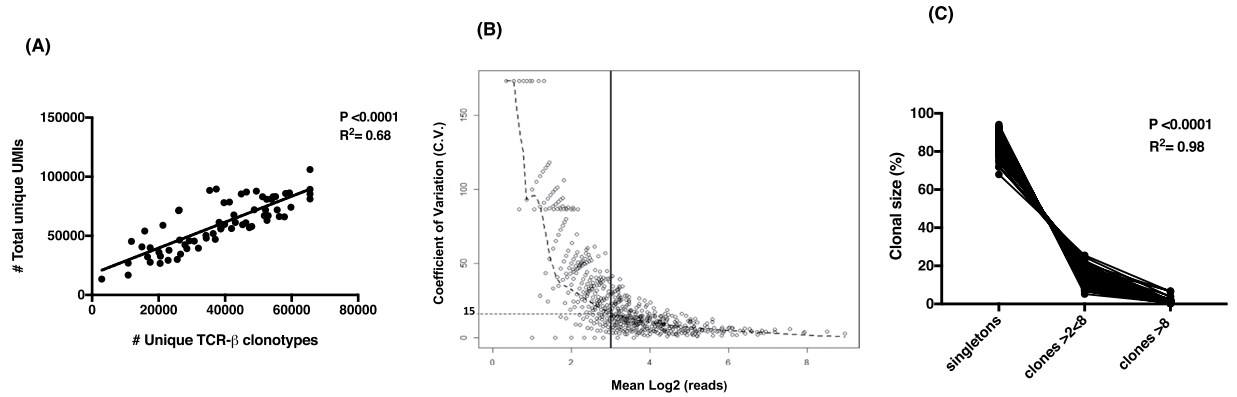 (A)
(B)
(C)
# Total unique UMIs
150000
100000
50000
0
0
20000
40000
60000
80000
# Unique TCR-β clonotypes
P <0.0001
R²= 0.68
Coefficient of Variation (C.V.)
150
100
50
15
0
0
2
4
6
8
Mean Log2 (reads)
Clonal size (%)
100
80
60
40
20
0
singletons
clones >2<8
clones >8
P <0.0001
R²= 0.98